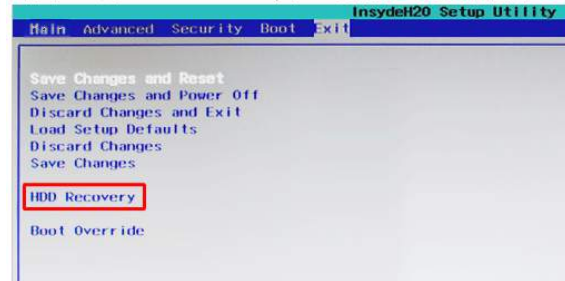 InsydeH20 Setup Utility
Main Advanced Security Boot Exit
Save Changes and Reset
Save Changes and Power Off
Discard Changes and Exit
Load Setup Defaults
Discard Changes
Save Changes
HDD Recovery
Boot Override